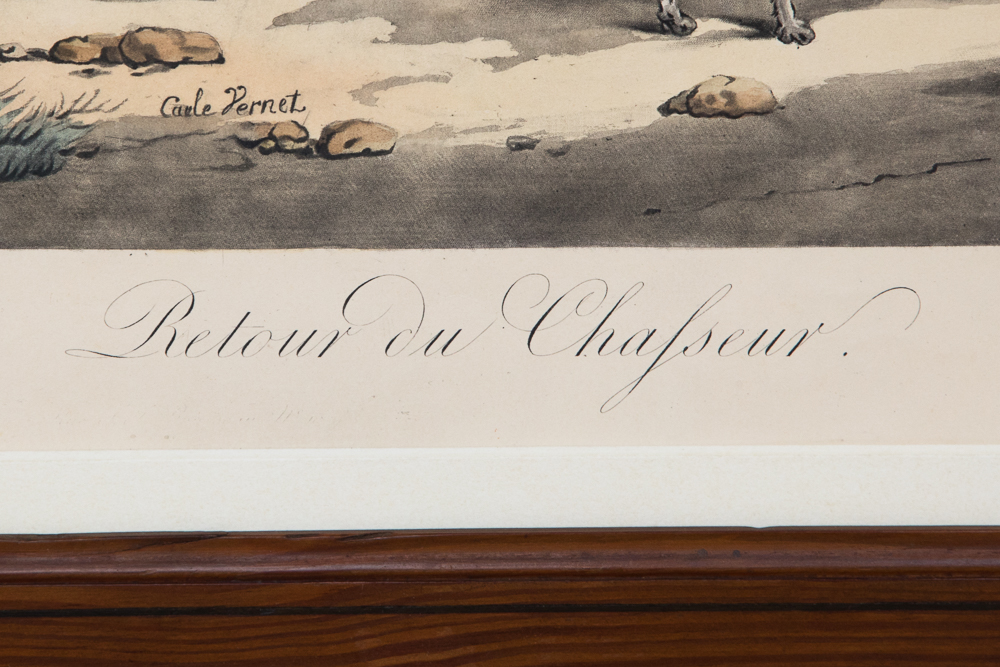 Carle Vernet
Retour du Chaſseur.